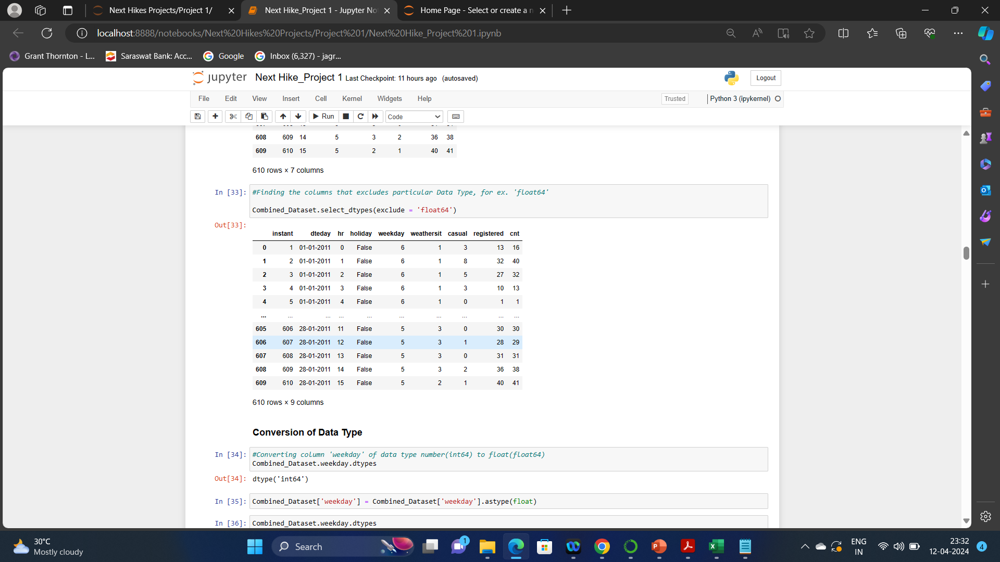 Next Hikes Projects/Project 1/
Next Hike_Project 1 - Jupyter No
Home Page - Select or create a n
localhost:8888/notebooks/Next%20Hikes%20Projects/Project%201/Next%20Hike_Project%201.ipynb
Grant Thornton - L...
Saraswat Bank: Acc...
Google
Inbox (6,327) - jagr...
jupyter Next Hike_Project 1 Last Checkpoint: 11 hours ago (autosaved)
Logout
File Edit View Insert Cell Kernel Widgets Help
Trusted
Python 3 (ipykernel)
Run
Code
608 609 14 5 3 2 36 38
609 610 15 5 2 1 40 41
610 rows × 7 columns
In [33]: #Finding the columns that excludes particular Data Type, for ex. 'float64'
Combined_Dataset.select_dtypes(exclude = 'float64')
Out[33]:
instant dteday hr holiday weekday weathersit casual registered cnt
0 1 01-01-2011 0 False 6 1 3 13 16
1 2 01-01-2011 1 False 6 1 8 32 40
2 3 01-01-2011 2 False 6 1 5 27 32
3 4 01-01-2011 3 False 6 1 3 10 13
4 5 01-01-2011 4 False 6 1 0 1 1
... ... ... ... ... ... ... ... ... ...
605 606 28-01-2011 11 False 5 3 0 30 30
606 607 28-01-2011 12 False 5 3 1 28 29
607 608 28-01-2011 13 False 5 3 0 31 31
608 609 28-01-2011 14 False 5 3 2 36 38
609 610 28-01-2011 15 False 5 2 1 40 41
610 rows × 9 columns
Conversion of Data Type
In [34]: #Converting column 'weekday' of data type number(int64) to float(float64)
Combined_Dataset.weekday.dtypes
Out[34]: dtype('int64')
In [35]: Combined_Dataset['weekday'] = Combined_Dataset['weekday'].astype(float)
In [36]: Combined_Dataset.weekday.dtypes
30°C
Mostly cloudy
Search
1
ENG
IN
23:32
12-04-2024
4